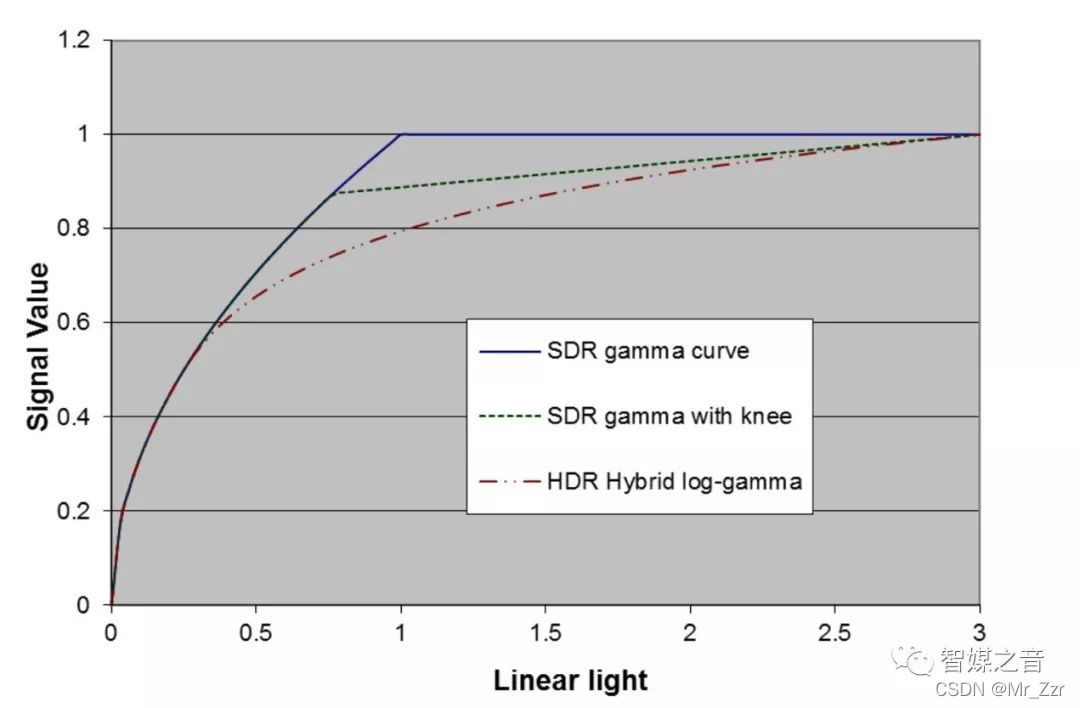 1.2
1
0.8
0.6
0.4
0.2
0
Signal Value
SDR gamma curve
SDR gamma with knee
HDR Hybrid log-gamma
0 0.5 1 1.5 2 2.5 3
Linear light
智媒之音
CSDN @Mr_Zzr